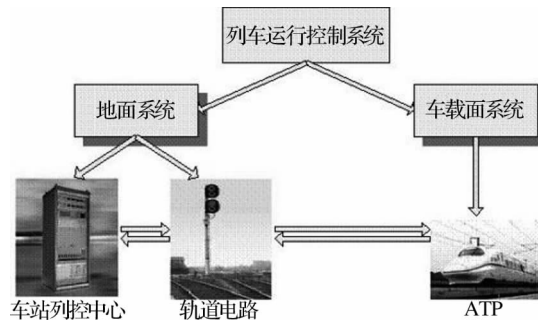 列车运行控制系统
地面系统
车载面系统
车站列控中心
轨道电路
ATP